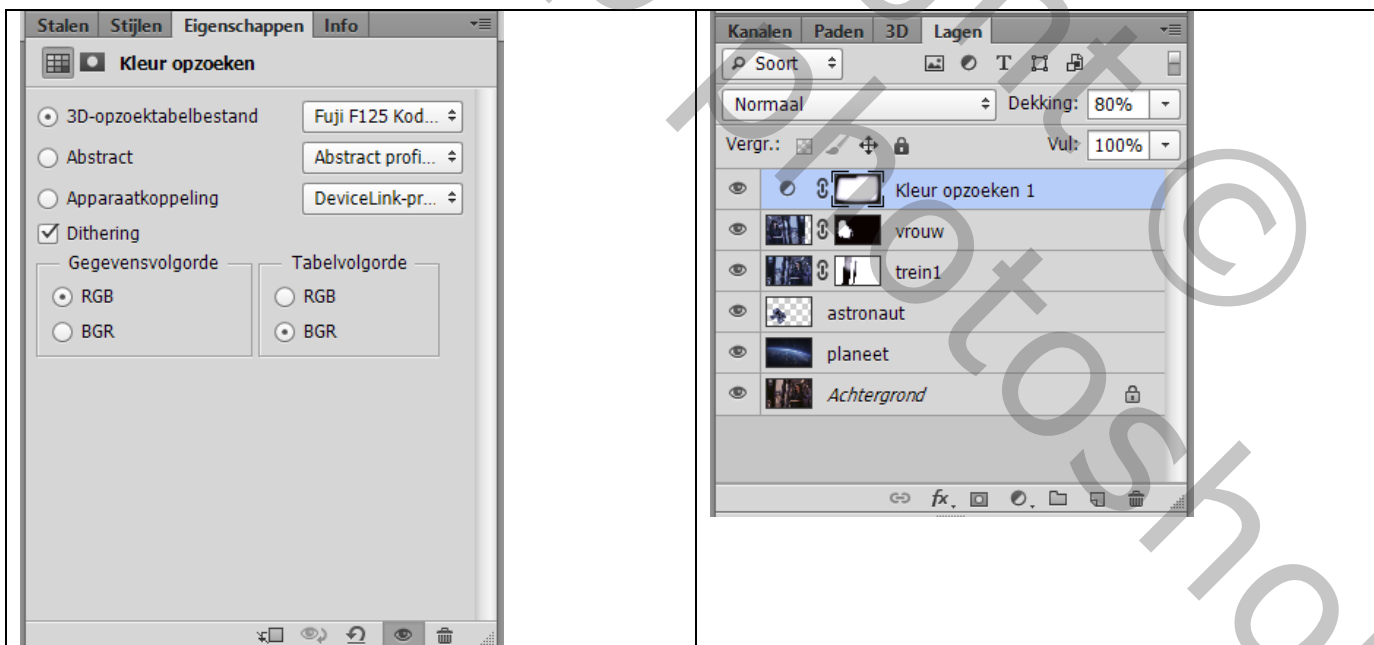 Stalen Stijlen Eigenschappen Info
Kleur opzoeken
3D-opzoektabelbestand Fuji F125 Kod...
Abstract Abstract profi...
Apparaatkoppeling DeviceLink-pr...
Dithering
Gegevensvolgorde Tabelvolgorde
RGB RGB
BGR BGR
Kanalen Paden 3D Lagen
Soort T
Normaal Dekking: 80%
Vergr.: Vul: 100%
Kleur opzoeken 1
vrouw
trein1
astronaut
planeet
Achtergrond
fx.
©